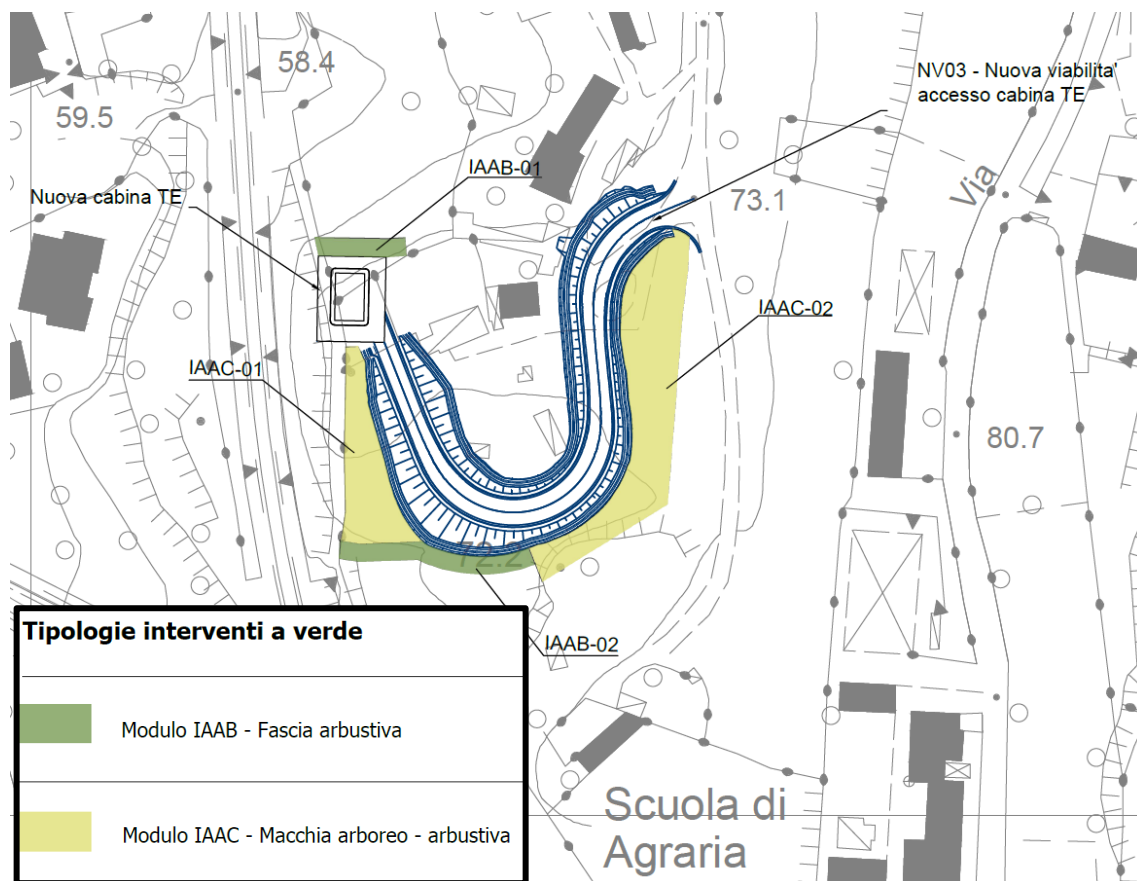 58.4
59.5
NV03 - Nuova viabilita'
accesso cabina TE
IAAB-01
Nuova cabina TE
Via
73.1
IAAC-02
IAAC-01
80.7
72.2
IAAB-02
Tipologie interventi a verde
Modulo IAAB - Fascia arbustiva
Modulo IAAC - Macchia arboreo - arbustiva
Scuola di
Agraria